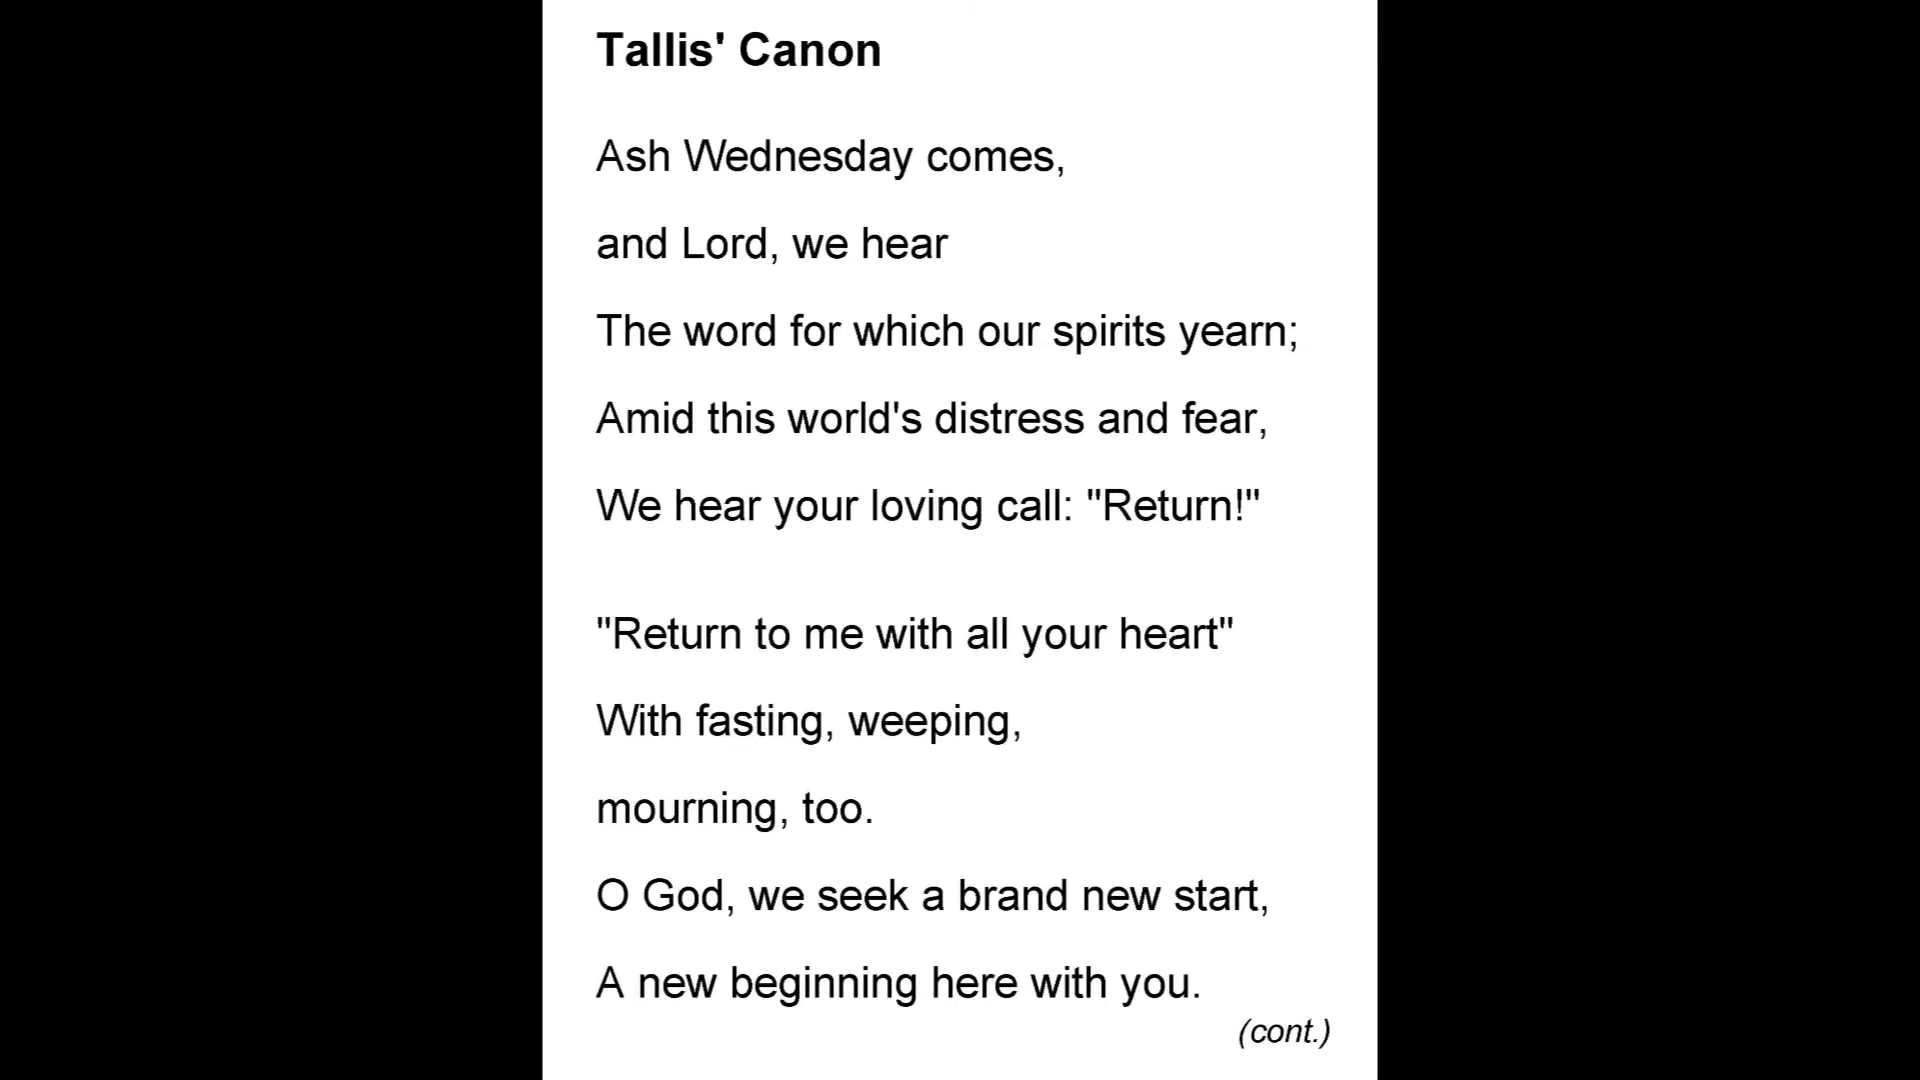 Tallis' Canon
Ash Wednesday comes,
and Lord, we hear
The word for which our spirits yearn;
Amid this world's distress and fear,
We hear your loving call: "Return!"
"Return to me with all your heart"
With fasting, weeping,
mourning, too.
O God, we seek a brand new start,
A new beginning here with you.
(cont.)